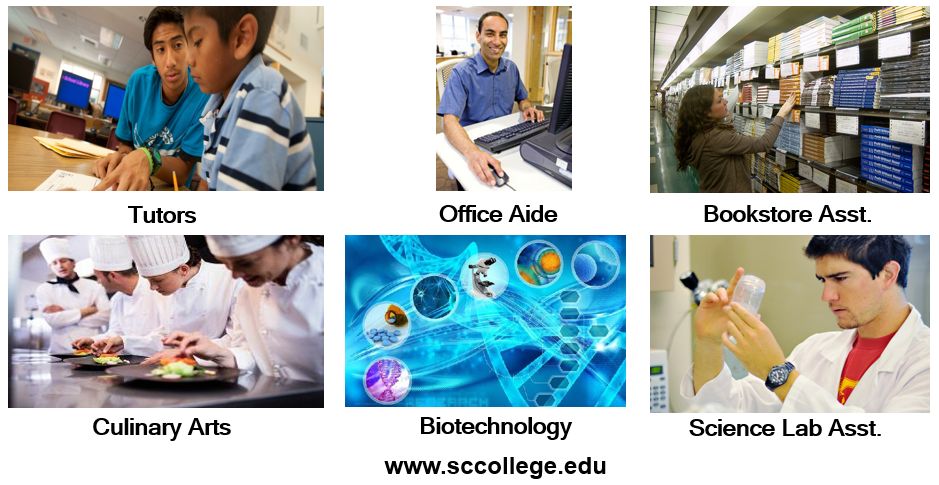 Tutors
Office Aide
Bookstore Asst.
Culinary Arts
Biotechnology
Science Lab Asst.
www.sccollege.edu